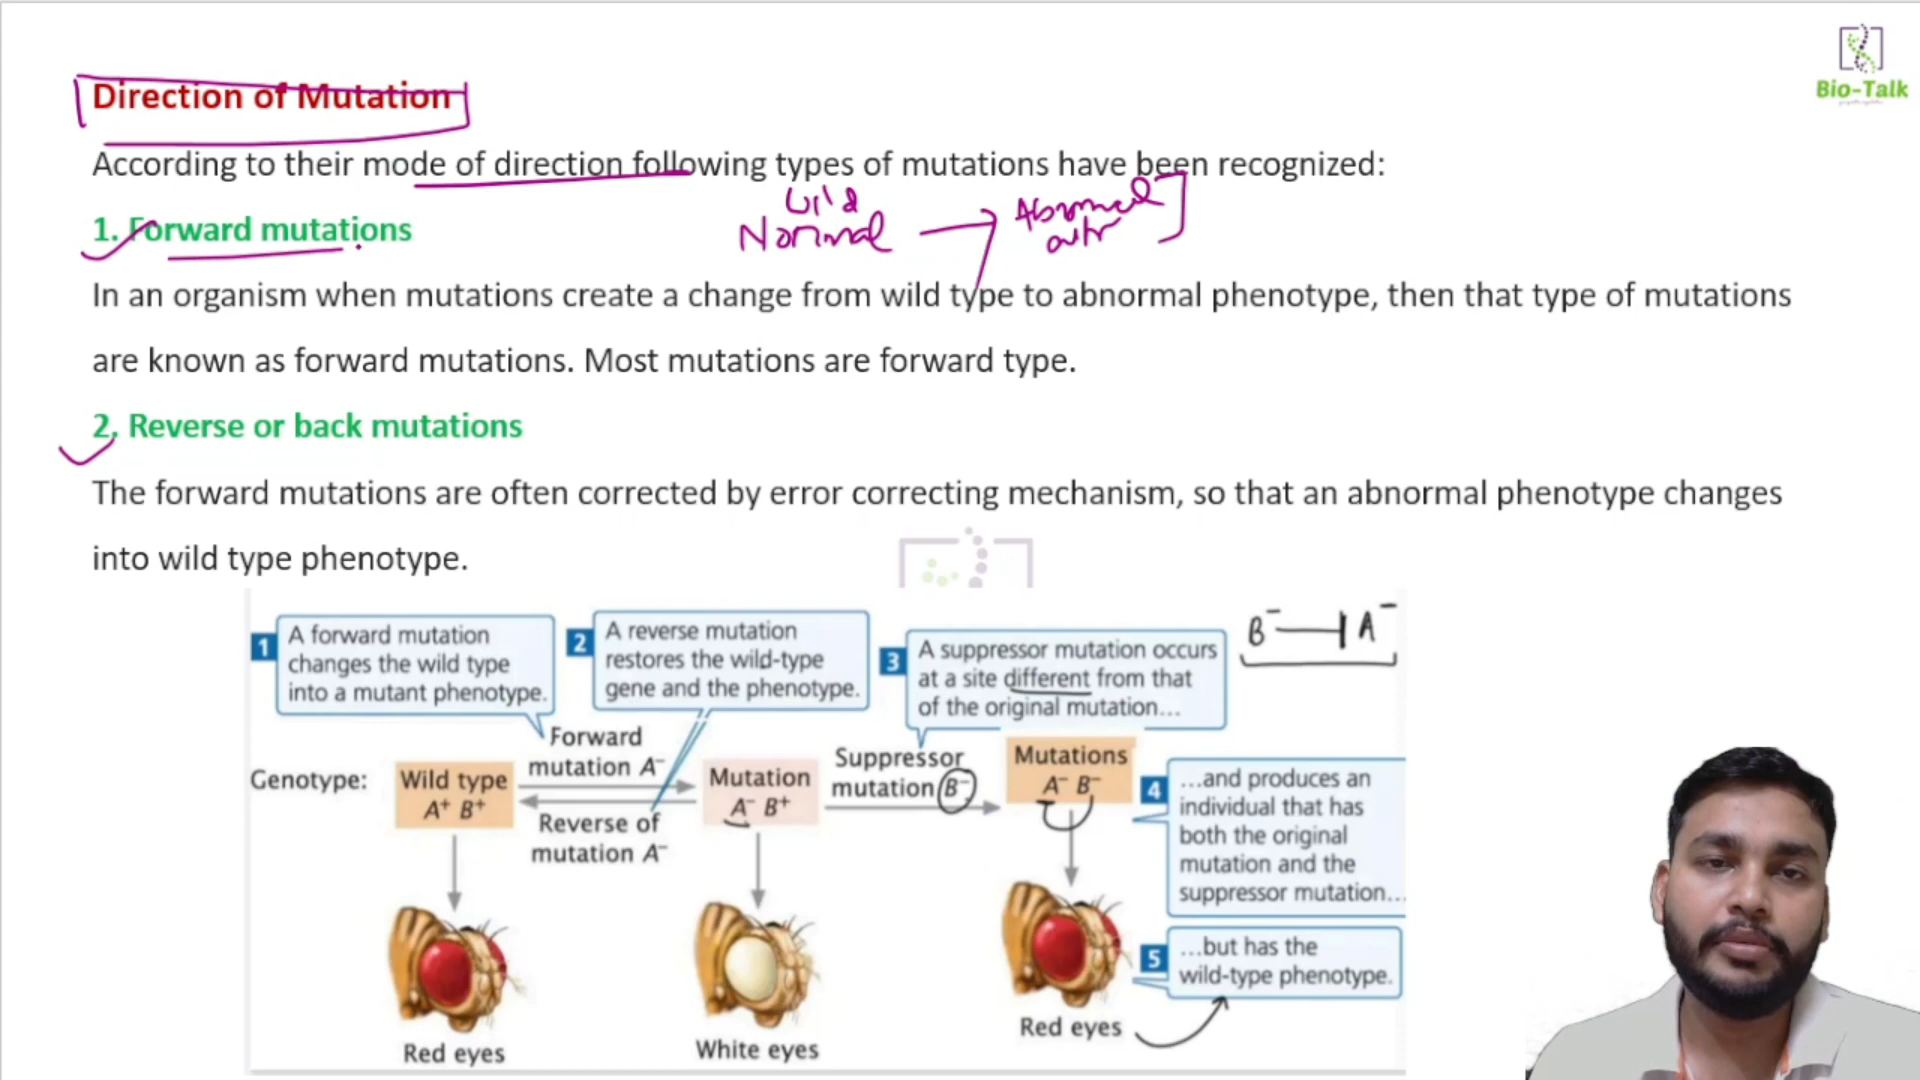 Bio-Talk
Direction of Mutation
According to their mode of direction following types of mutations have been recognized:
Wild
Normal → Abnormal
1. Forward mutations
In an organism when mutations create a change from wild type to abnormal phenotype, then that type of mutations
are known as forward mutations. Most mutations are forward type.
2. Reverse or back mutations
The forward mutations are often corrected by error correcting mechanism, so that an abnormal phenotype changes
into wild type phenotype.
1 A forward mutation
changes the wild type
into a mutant phenotype.
2 A reverse mutation
restores the wild-type
gene and the phenotype.
3 A suppressor mutation occurs
at a site different from that
of the original mutation...
B⁻ A⁻
Genotype:
Wild type
A⁺ B⁺
Forward
mutation A⁻
Reverse of
mutation A⁻
Mutation
A⁻ B⁺
Suppressor
mutation B⁻
Mutations
A⁻ B⁻
4 ...and produces an
individual that has
both the original
mutation and the
suppressor mutation...
5 ...but has the
wild-type phenotype.
Red eyes
White eyes
Red eyes